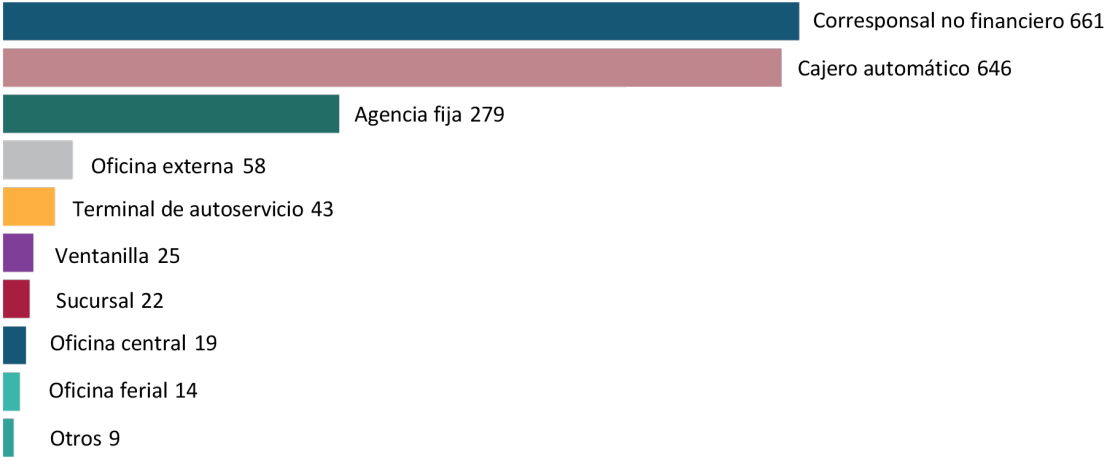 Corresponsal no financiero 661
Cajero automático 646
Agencia fija 279
Oficina externa 58
Terminal de autoservicio 43
Ventanilla 25
Sucursal 22
Oficina central 19
Oficina ferial 14
Otros 9